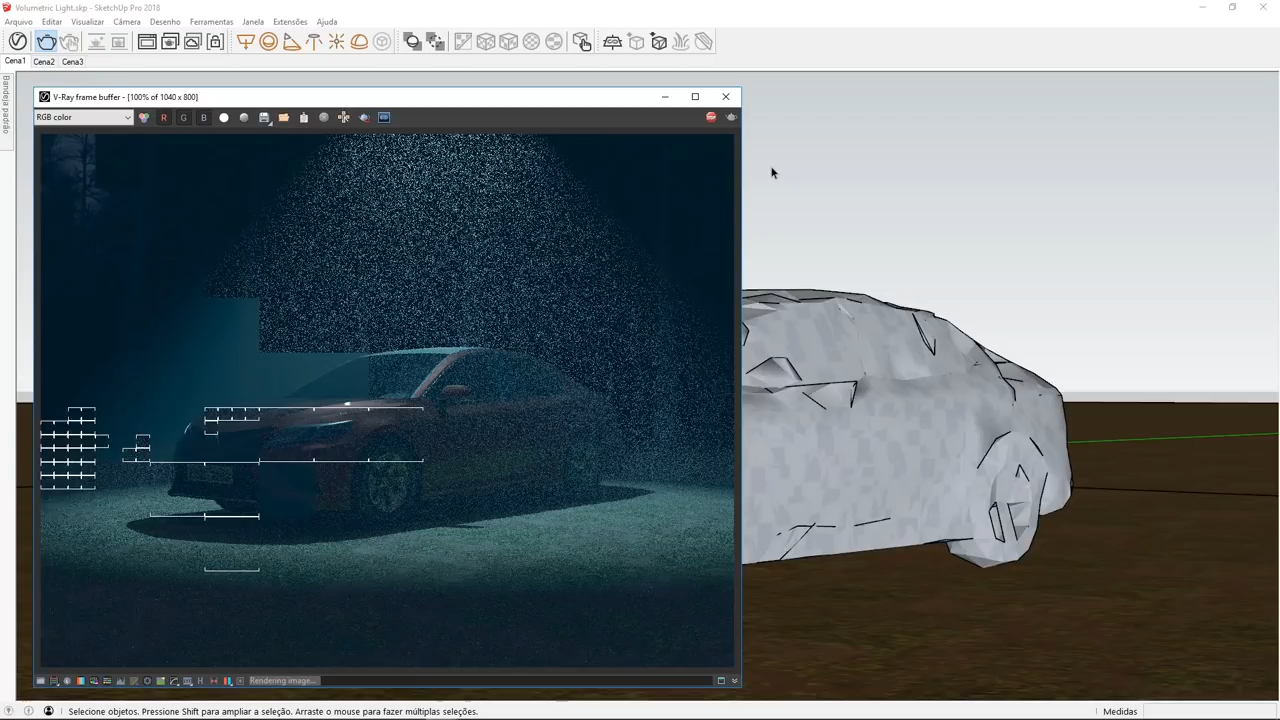 Volumetric Light.skp - SketchUp Pro 2018
Arquivo Editar Visualizar Câmera Desenho Ferramentas Janela Extensões Ajuda
Cena1 Cena2 Cena3
Bandeja padrão
V-Ray frame buffer - [100% of 1040 x 800]
RGB color
R G B
H
Rendering image...
Selecione objetos. Pressione Shift para ampliar a seleção. Arraste o mouse para fazer múltiplas seleções.
Medidas